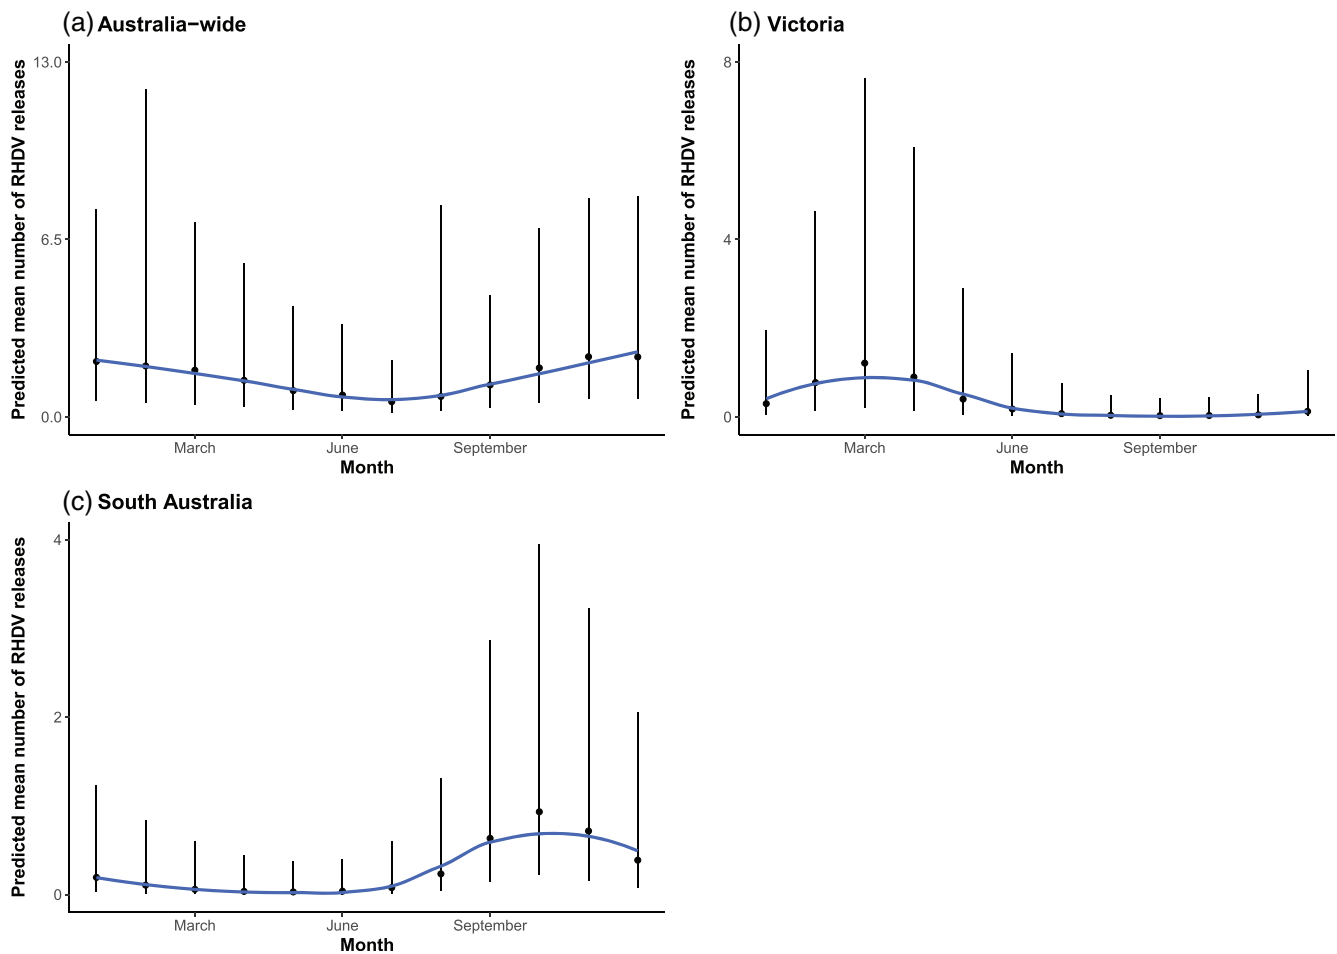 (a) Australia−wide
Predicted mean number of RHDV releases
13.0
6.5
0.0
March June September
Month
(b) Victoria
Predicted mean number of RHDV releases
8
4
0
March June September
Month
(c) South Australia
Predicted mean number of RHDV releases
4
2
0
March June September
Month